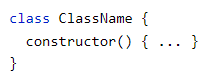 class ClassName {
  constructor() { ... }
}